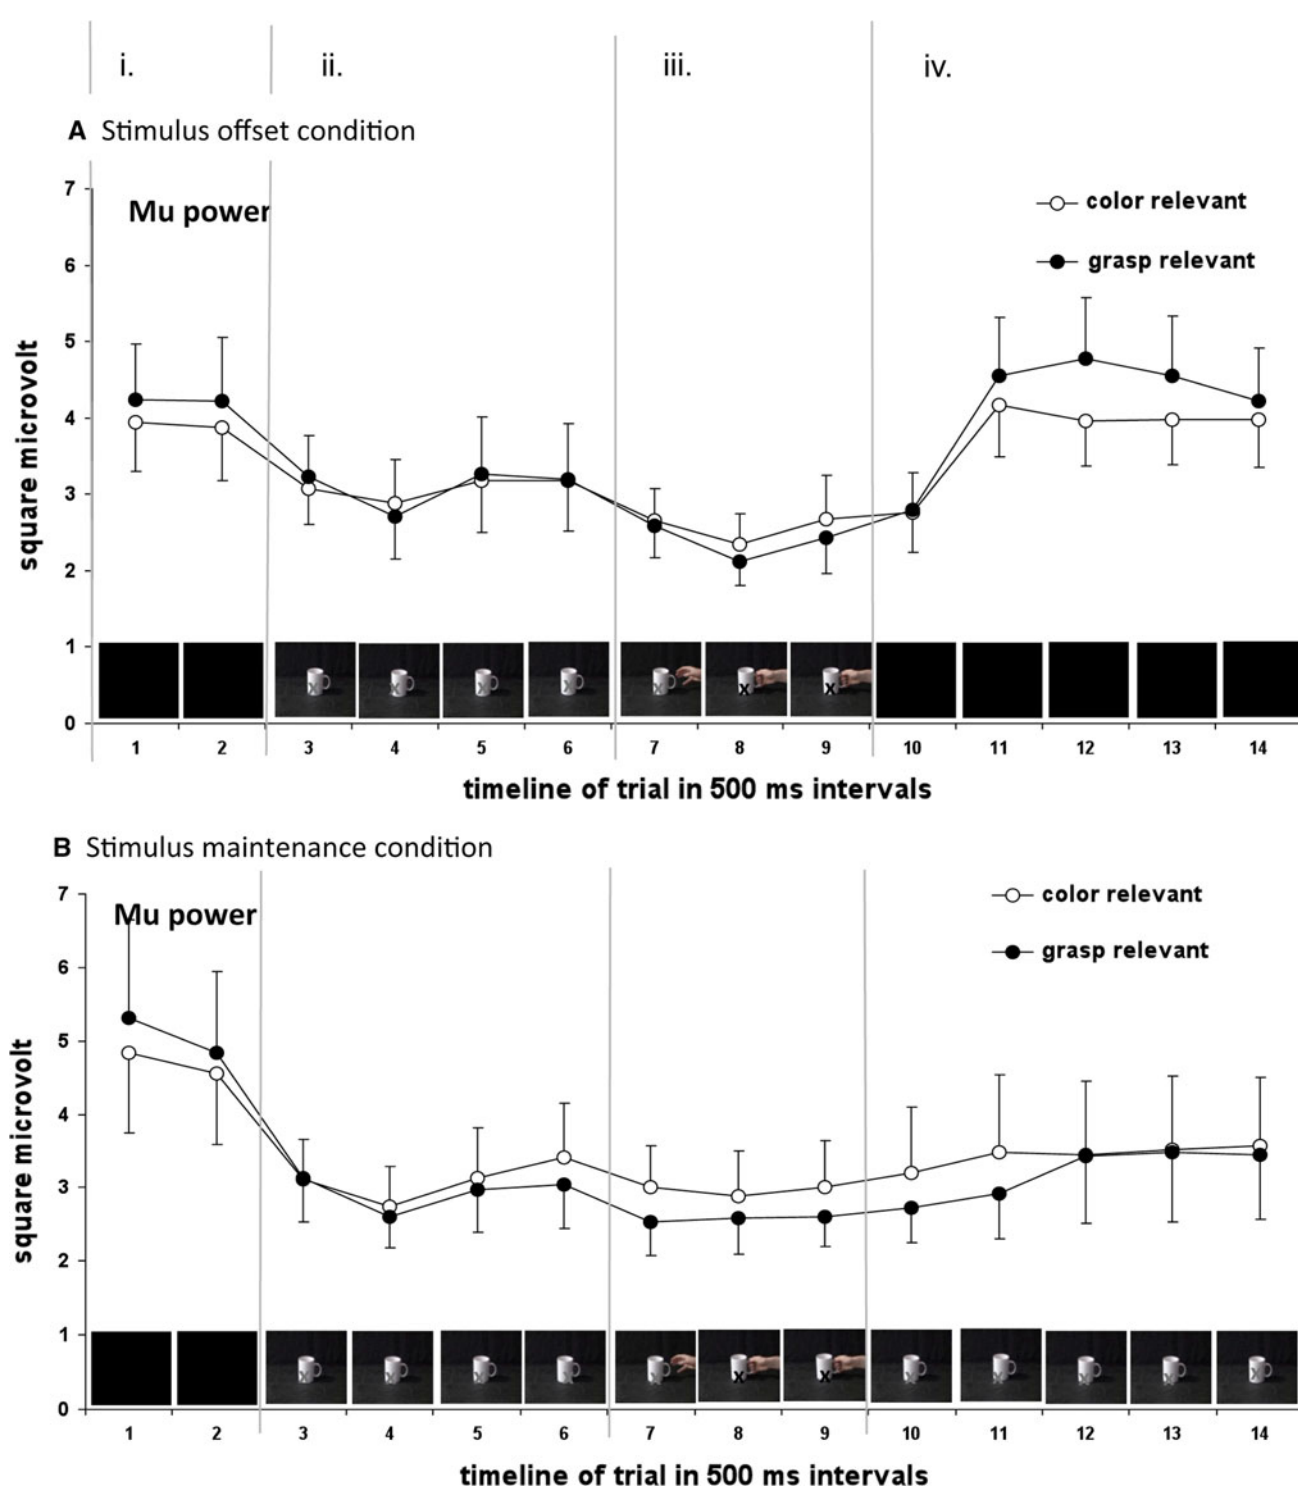 i. ii. iii. iv.
A Stimulus offset condition
7
Mu power
color relevant
6
grasp relevant
5
4
3
2
1
0
square microvolt
x x x x x x x
1 2 3 4 5 6 7 8 9 10 11 12 13 14
timeline of trial in 500 ms intervals
B Stimulus maintenance condition
7
Mu power
color relevant
6
grasp relevant
5
4
3
2
1
0
square microvolt
x x x x x x x x x x x x
1 2 3 4 5 6 7 8 9 10 11 12 13 14
timeline of trial in 500 ms intervals